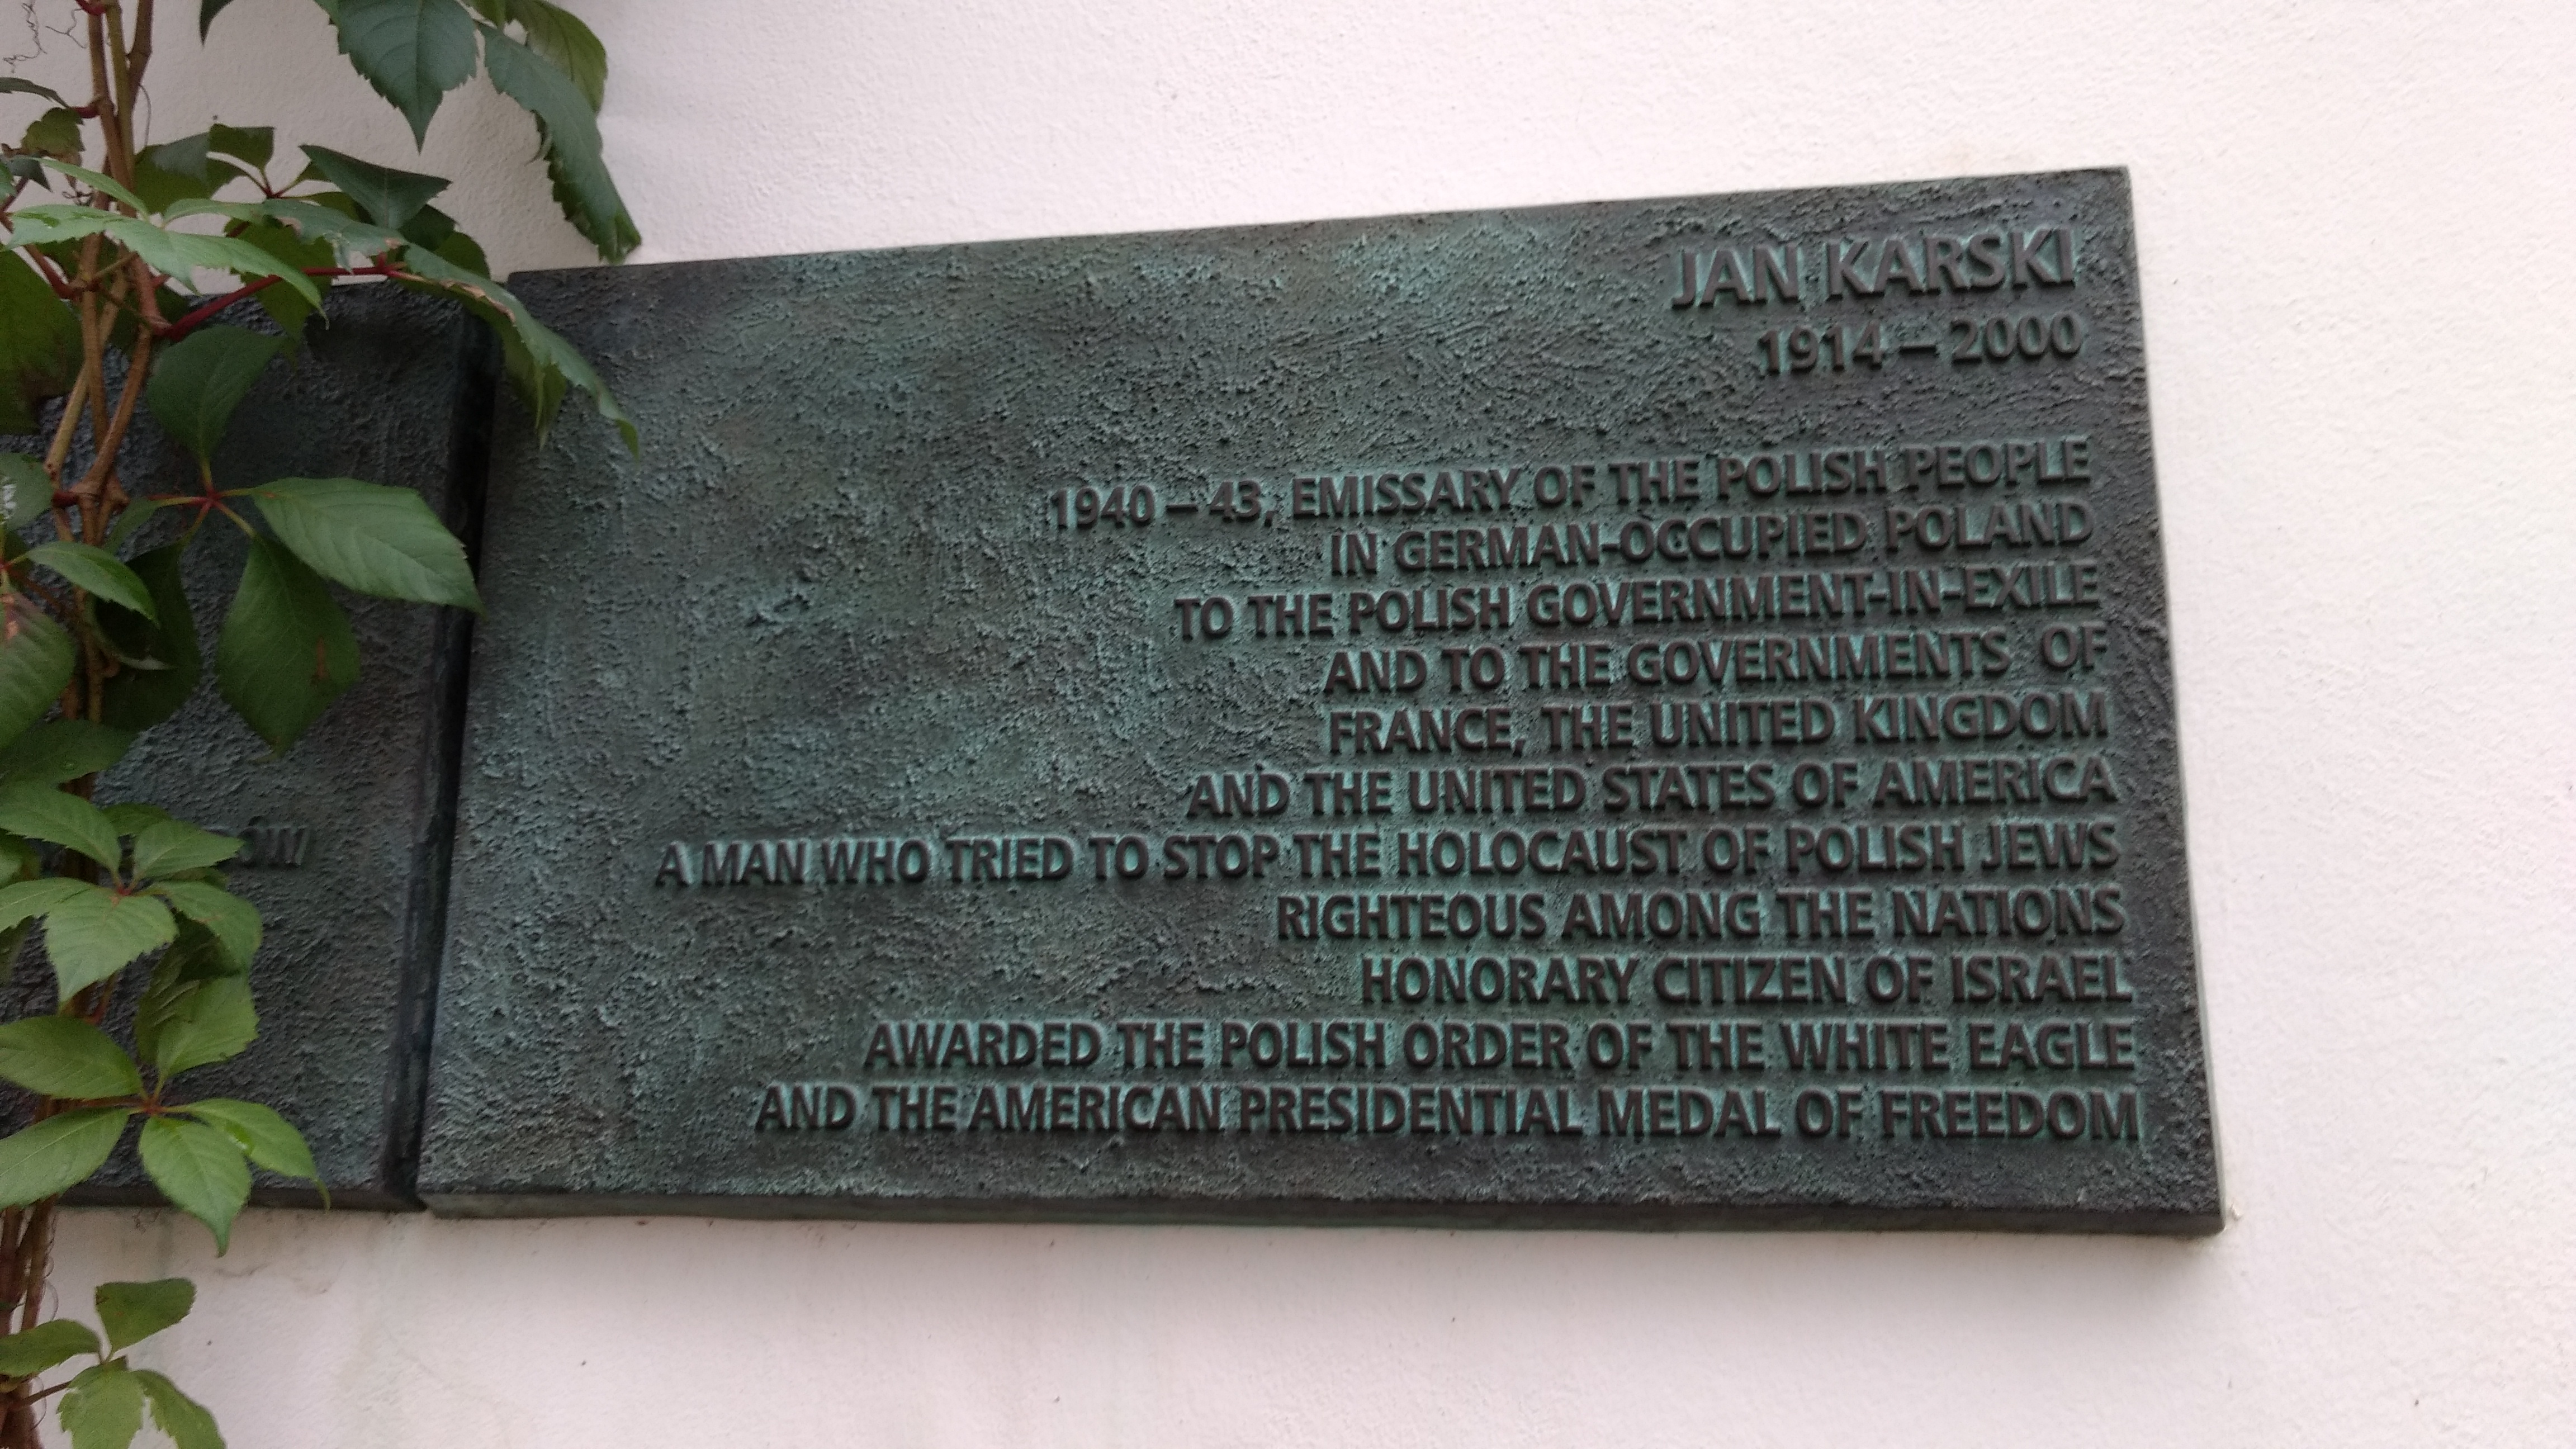 JAN KARSKI
1914 – 2000
1940 – 43, EMISSARY OF THE POLISH PEOPLE
IN GERMAN-OCCUPIED POLAND
TO THE POLISH GOVERNMENT-IN-EXILE
AND TO THE GOVERNMENTS OF
FRANCE, THE UNITED KINGDOM
AND THE UNITED STATES OF AMERICA
A MAN WHO TRIED TO STOP THE HOLOCAUST OF POLISH JEWS
RIGHTEOUS AMONG THE NATIONS
HONORARY CITIZEN OF ISRAEL
AWARDED THE POLISH ORDER OF THE WHITE EAGLE
AND THE AMERICAN PRESIDENTIAL MEDAL OF FREEDOM